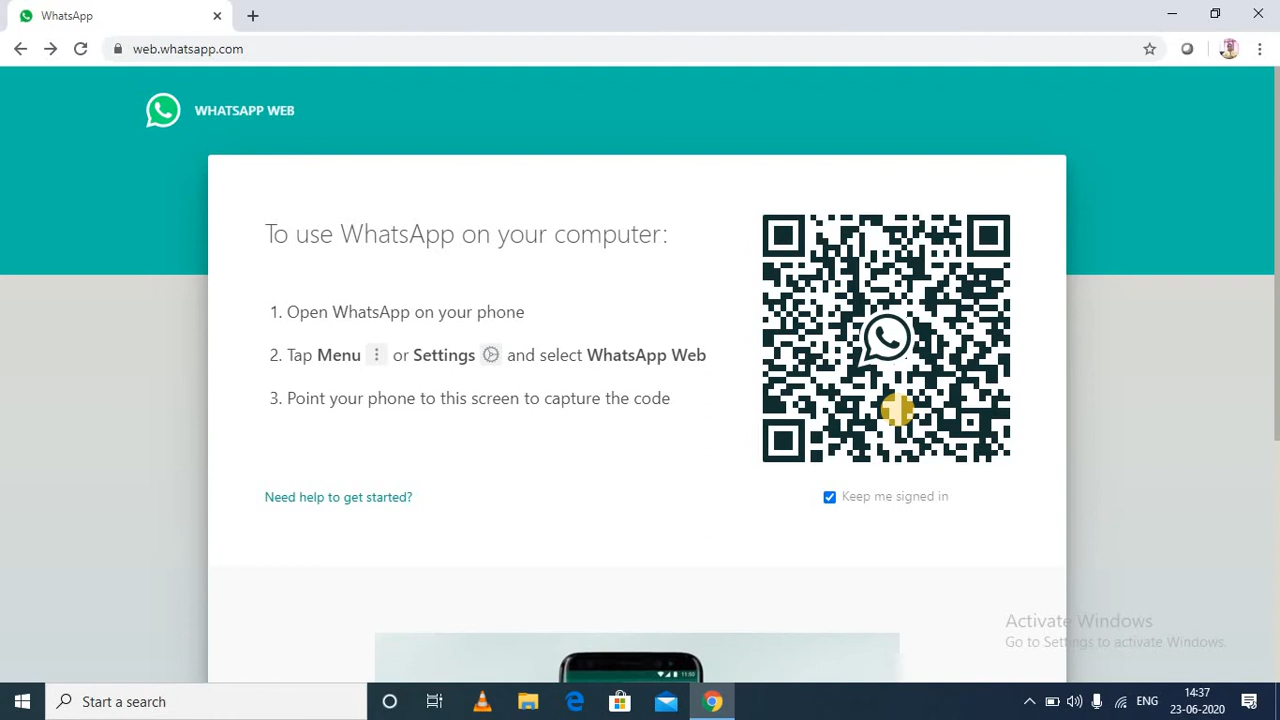 WhatsApp
web.whatsapp.com
WHATSAPP WEB
To use WhatsApp on your computer:
1. Open WhatsApp on your phone
2. Tap Menu or Settings and select WhatsApp Web
3. Point your phone to this screen to capture the code
Need help to get started?
Keep me signed in
Activate Windows
Go to Settings to activate Windows.
Start a search
ENG
14:37
23-06-2020